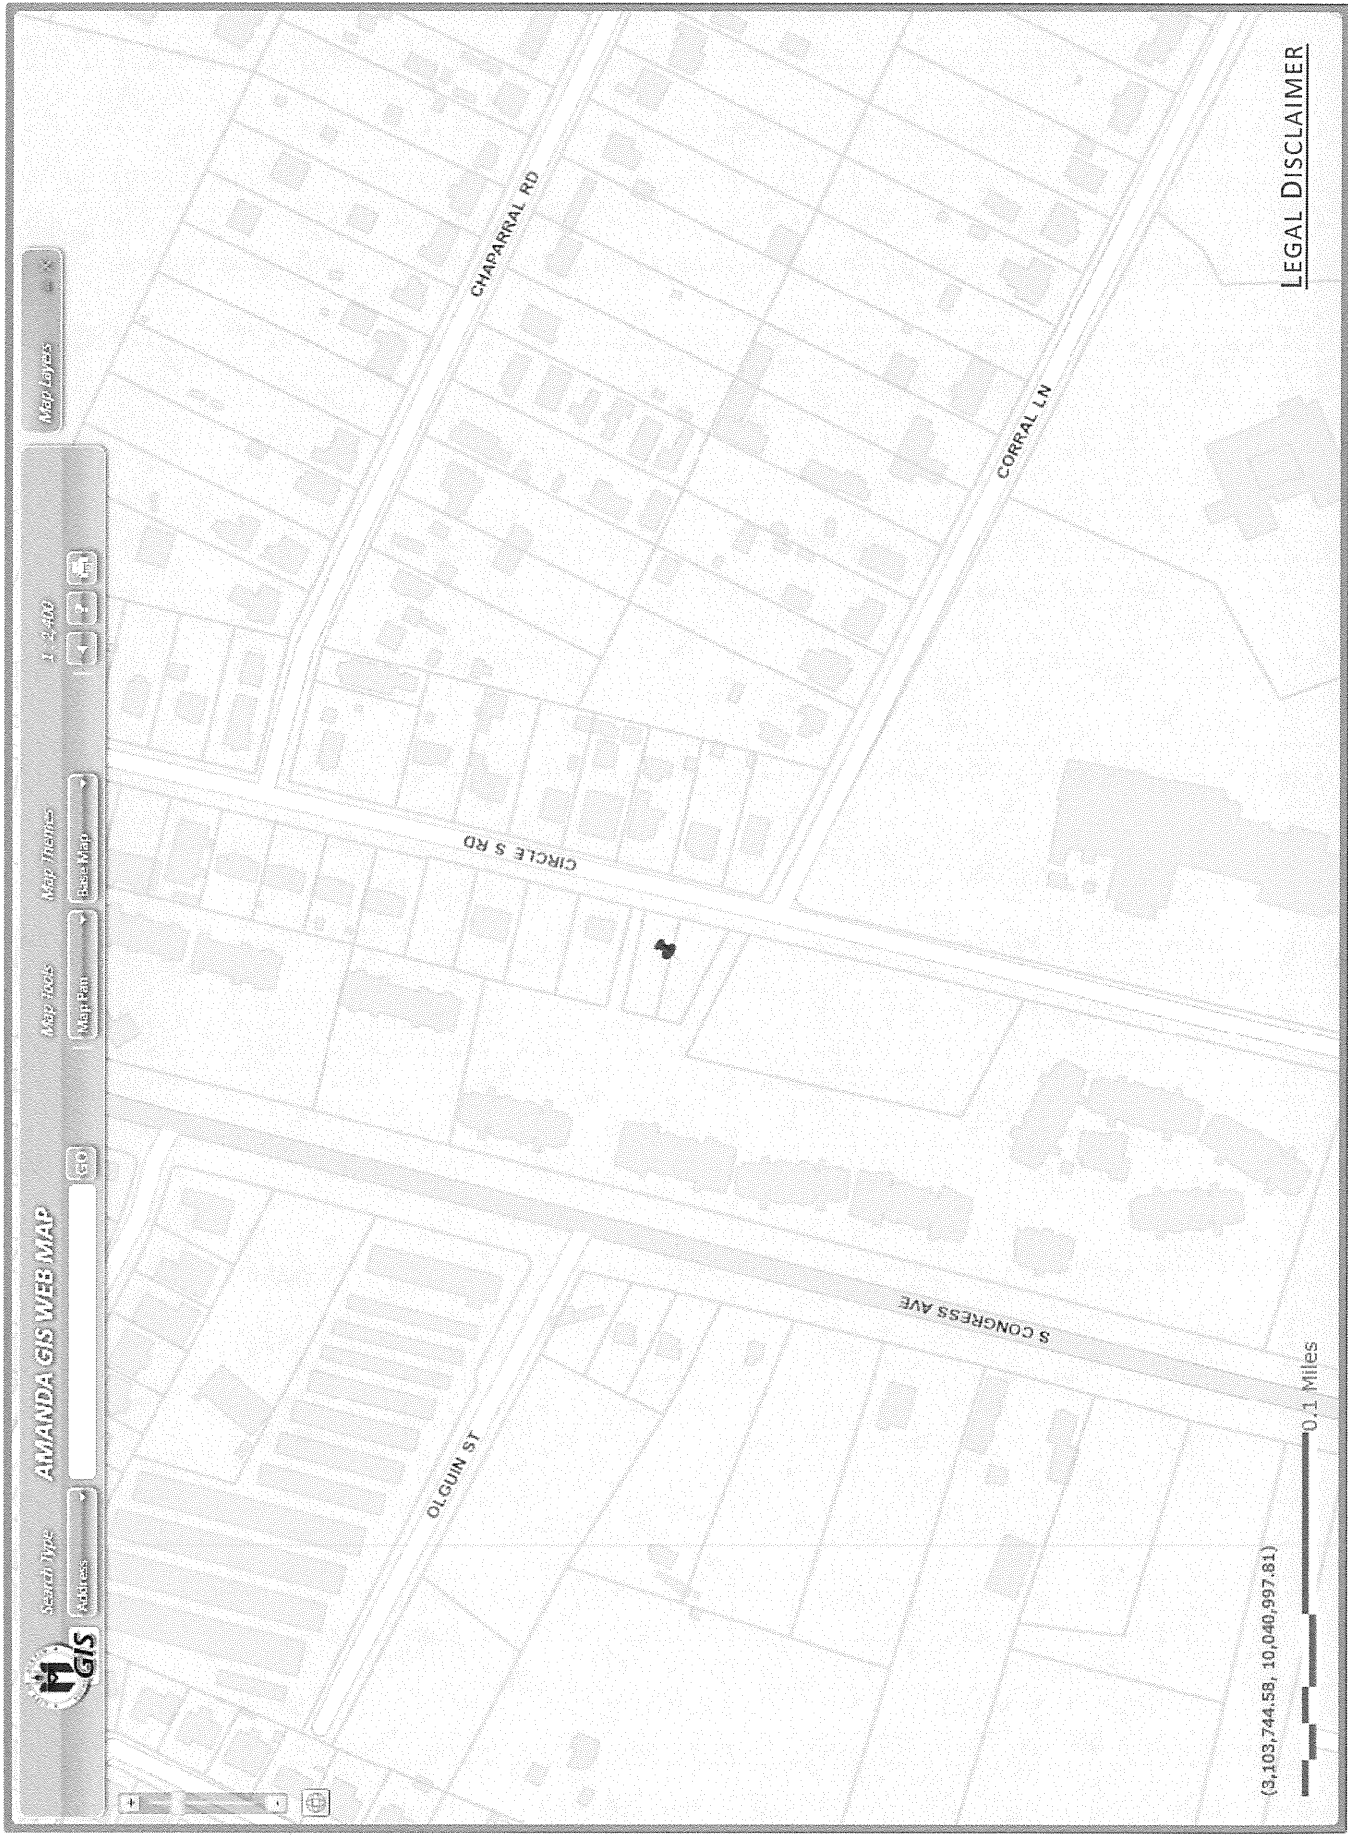 GIS
AMANDA GIS WEB MAP
Search Type
Map Tools
Map Themes
1: 2,400
Address
GO
Map Pan
Base Map
?
Map Layers
CHAPARRAL RD
CIRCLE S RD
CORRAL LN
OLGUIN ST
S CONGRESS AVE
(3,103,744.58, 10,040,997.81)
0.1 Miles
LEGAL DISCLAIMER